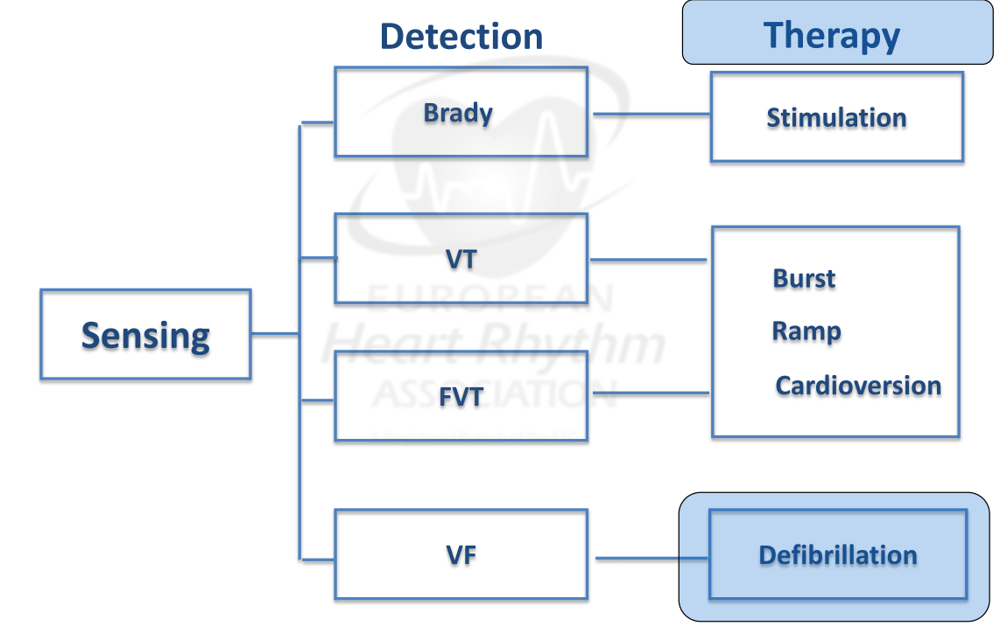 Detection
Therapy
Brady
Stimulation
VT
Burst
Ramp
Cardioversion
Sensing
FVT
VF
Defibrillation
EUROPEAN
Heart Rhythm
ASSOCIATION